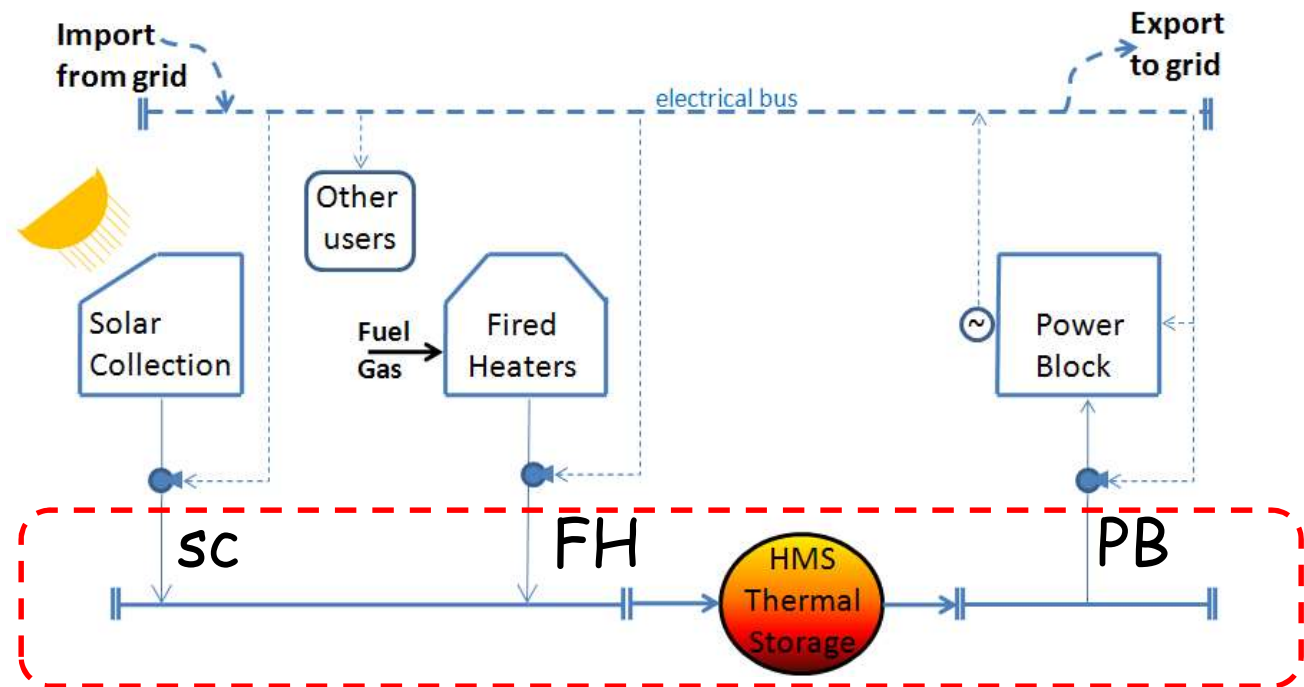 Import
from grid
Export
to grid
electrical bus
Other
users
Solar
Collection
Fuel
Gas
Fired
Heaters
~
Power
Block
SC
FH
PB
HMS
Thermal
Storage